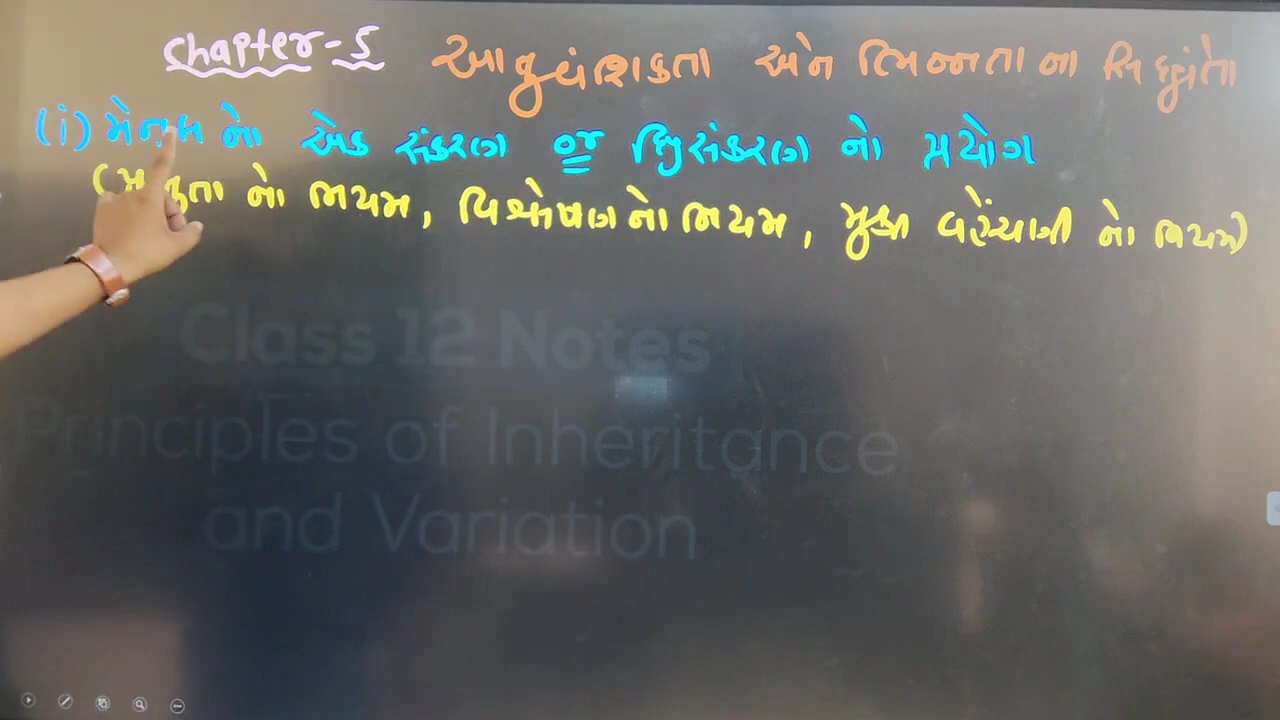 Chapter-5 આનુવંશિકતા અને ભિન્નતા ના સિદ્ધાંતો
(i) મેન્ડલ નો એક સંકરણ જ દ્વિસંકરણ નો પ્રયોગ
(પ્રભુતા નો નિયમ, વિશ્લેષણ નો નિયમ, મુક્ત વહેંચણી નો નિયમ)
Class 12 Notes
Principles of Inheritance
and Variation